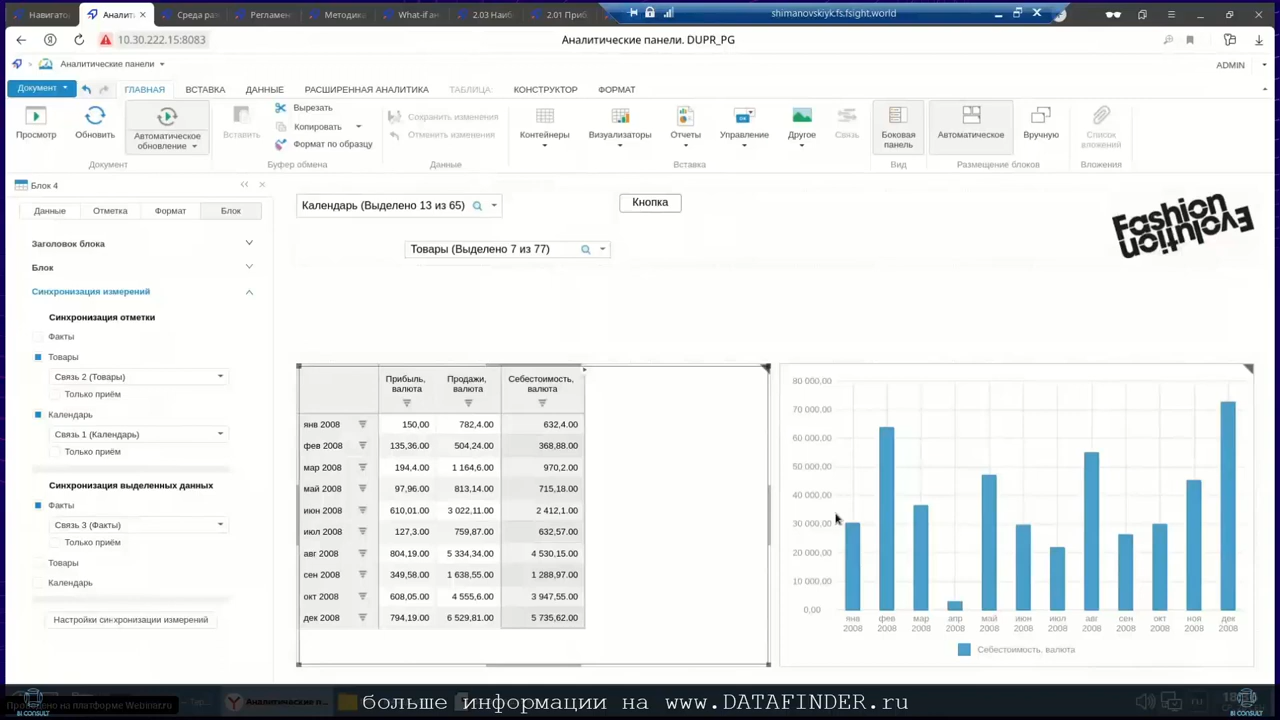 Навигатор
Аналити
Среда раз
Регламен
Методика
What-if ан
2.03 Наиб
2.01 Приб
shimanovskiyk.fs.fsight.world
10.30.222.15:8083
Аналитические панели. DUPR_PG
Аналитические панели
ADMIN
Документ
ГЛАВНАЯ
ВСТАВКА
ДАННЫЕ
РАСШИРЕННАЯ АНАЛИТИКА
ТАБЛИЦА:
КОНСТРУКТОР
ФОРМАТ
Просмотр
Обновить
Автоматическое
обновление
Вставить
Вырезать
Копировать
Формат по образцу
Сохранить изменения
Отменить изменения
Контейнеры
Визуализаторы
Отчеты
Управление
Другое
Связь
Боковая
панель
Автоматическое
Вручную
Список
вложений
Документ
Буфер обмена
Данные
Вставка
Вид
Размещение блоков
Вложения
Блок 4
Данные
Отметка
Формат
Блок
Заголовок блока
Блок
Синхронизация измерений
Синхронизация отметки
Факты
Товары
Связь 2 (Товары)
Только приём
Календарь
Связь 1 (Календарь)
Только приём
Синхронизация выделенных данных
Факты
Связь 3 (Факты)
Только приём
Товары
Календарь
Настройки синхронизации измерений
Календарь (Выделено 13 из 65)
Кнопка
Товары (Выделено 7 из 77)
Fashion
Evolution
Прибыль, валюта
Продажи, валюта
Себестоимость, валюта
янв 2008 150,00 782,4.00 632,4.00
фев 2008 135,36.00 504,24.00 368,88.00
мар 2008 194,4.00 1 164,6.00 970,2.00
май 2008 97,96.00 813,14.00 715,18.00
июн 2008 610,01.00 3 022,11.00 2 412,1.00
июл 2008 127,3.00 759,87.00 632,57.00
авг 2008 804,19.00 5 334,34.00 4 530,15.00
сен 2008 349,58.00 1 638,55.00 1 288,97.00
окт 2008 608,05.00 4 555,6.00 3 947,55.00
дек 2008 794,19.00 6 529,81.00 5 735,62.00
80 000,00
70 000,00
60 000,00
50 000,00
40 000,00
30 000,00
20 000,00
10 000,00
0,00
янв 2008
фев 2008
мар 2008
апр 2008
май 2008
июн 2008
июл 2008
авг 2008
сен 2008
окт 2008
ноя 2008
дек 2008
Себестоимость, валюта
Проведено на платформе Webinar.ru
BI CONSULT
Аналитические п...
больше информации на www.DATAFINDER.ru
ru
BI CONSULT